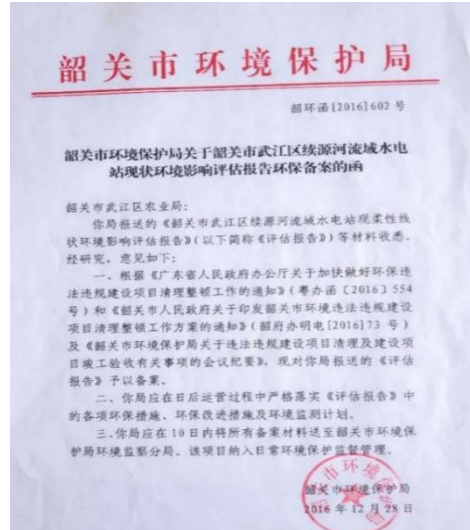 韶关市环境保护局
韶环函[2016]602 号
韶关市环境保护局关于韶关市武江区续源河流域水电
站现状环境影响评估报告环保备案的函
韶关市武江区农业局:
你局报送的《韶关市武江区续源河流域水电站现柔性线
状环境影响评估报告》(以下简称《评估报告》)等材料收悉。
经研究,意见如下:
一、根据《广东省人民政府办公厅关于加快做好环保违
法违规建设项目清理整顿工作的通知》(粤办函[2016] 554
号)和《韶关市人民政府关于印发韶关市环境违法违规建设
项目清理整顿工作方案的通知》(韶府办明电[2016]73 号)
及《韶关市环境保护局关于违法违规建设项目清理及建设项
目竣工验收有关事项的会议纪要》,现对你局报送的《评估
报告》予以备案。
二、你局应在日后运营过程中严格落实《评估报告》中
的各项环保措施、环保改进措施及环境监测计划。
三、你局应在10日内将所有备案材料送至韶关市环境保
护局环境监察分局。该项目纳入日常环境保护监督管理。
韶关市环境保护局
2016 年 12 月 28 日